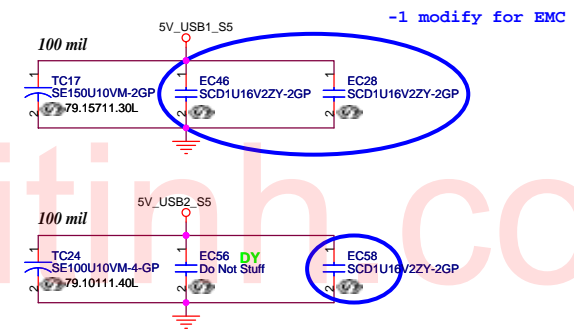 -1 modify for EMC
5V_USB1_S5
100 mil
1
TC17
SE150U10VM-2GP
2
79.15711.30L
1
EC46
SCD1U16V2ZY-2GP
2
1
EC28
SCD1U16V2ZY-2GP
2
itinh.co
5V_USB2_S5
100 mil
1
TC24
SE100U10VM-4-GP
2
79.10111.40L
1
EC56
DY
Do Not Stuff
2
1
EC58
SCD1U16V2ZY-2GP
2